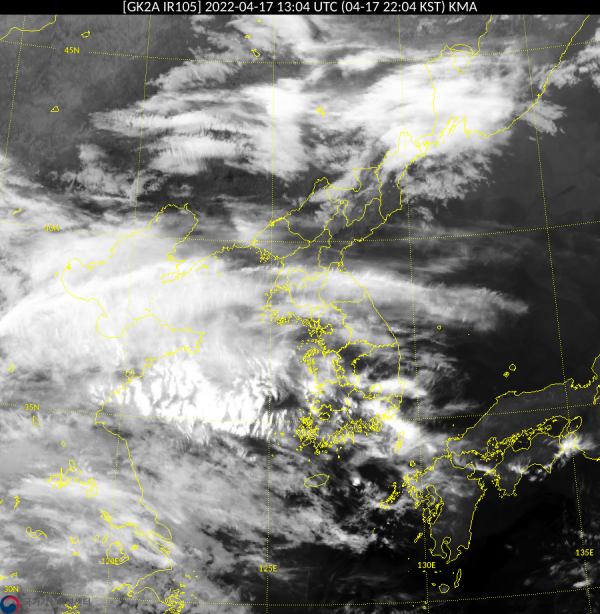 [GK2A IR105] 2022-04-17 13:04 UTC (04-17 22:04 KST) KMA
45N
40N
35N
135E
120E
125E
130E
30N